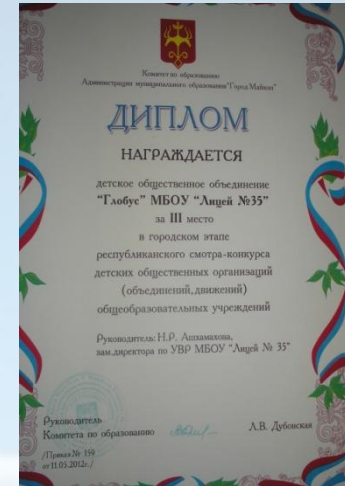 Комитет по образованию
Администрации муниципального образования "Город Майкоп"
ДИПЛОМ
НАГРАЖДАЕТСЯ
детское общественное объединение
"Глобус" МБОУ "Лицей №35"
за III место
в городском этапе
республиканского смотра-конкурса
детских общественных организаций
(объединений, движений)
общеобразовательных учреждений
Руководитель: Н.Р. Ашхамахова,
зам.директора по УВР МБОУ "Лицей № 35"
Руководитель
Комитета по образованию Л.В. Дубовская
/Приказ № 159
от 11.05.2012г./